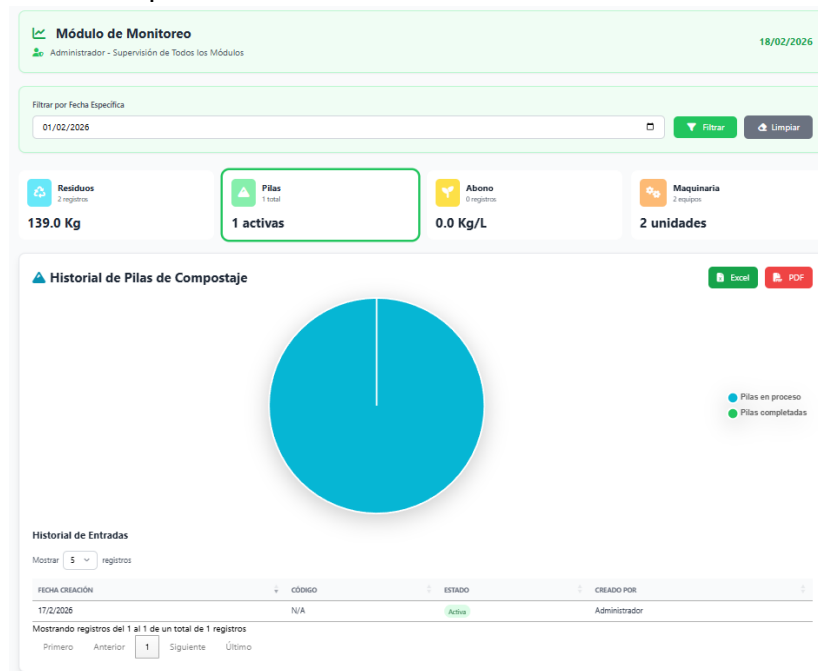 Módulo de Monitoreo
18/02/2026
Administrador - Supervisión de Todos los Módulos
Filtrar por Fecha Específica
01/02/2026
Filtrar
Limpiar
Residuos
2 registros
139.0 Kg
Pilas
1 total
1 activas
Abono
0 registros
0.0 Kg/L
Maquinaria
2 equipos
2 unidades
Historial de Pilas de Compostaje
Excel
PDF
Pilas en proceso
Pilas completadas
Historial de Entradas
Mostrar 5 registros
FECHA CREACIÓN CÓDIGO ESTADO CREADO POR
17/2/2026 N/A Activa Administrador
Mostrando registros del 1 al 1 de un total de 1 registros
Primero Anterior 1 Siguiente Último